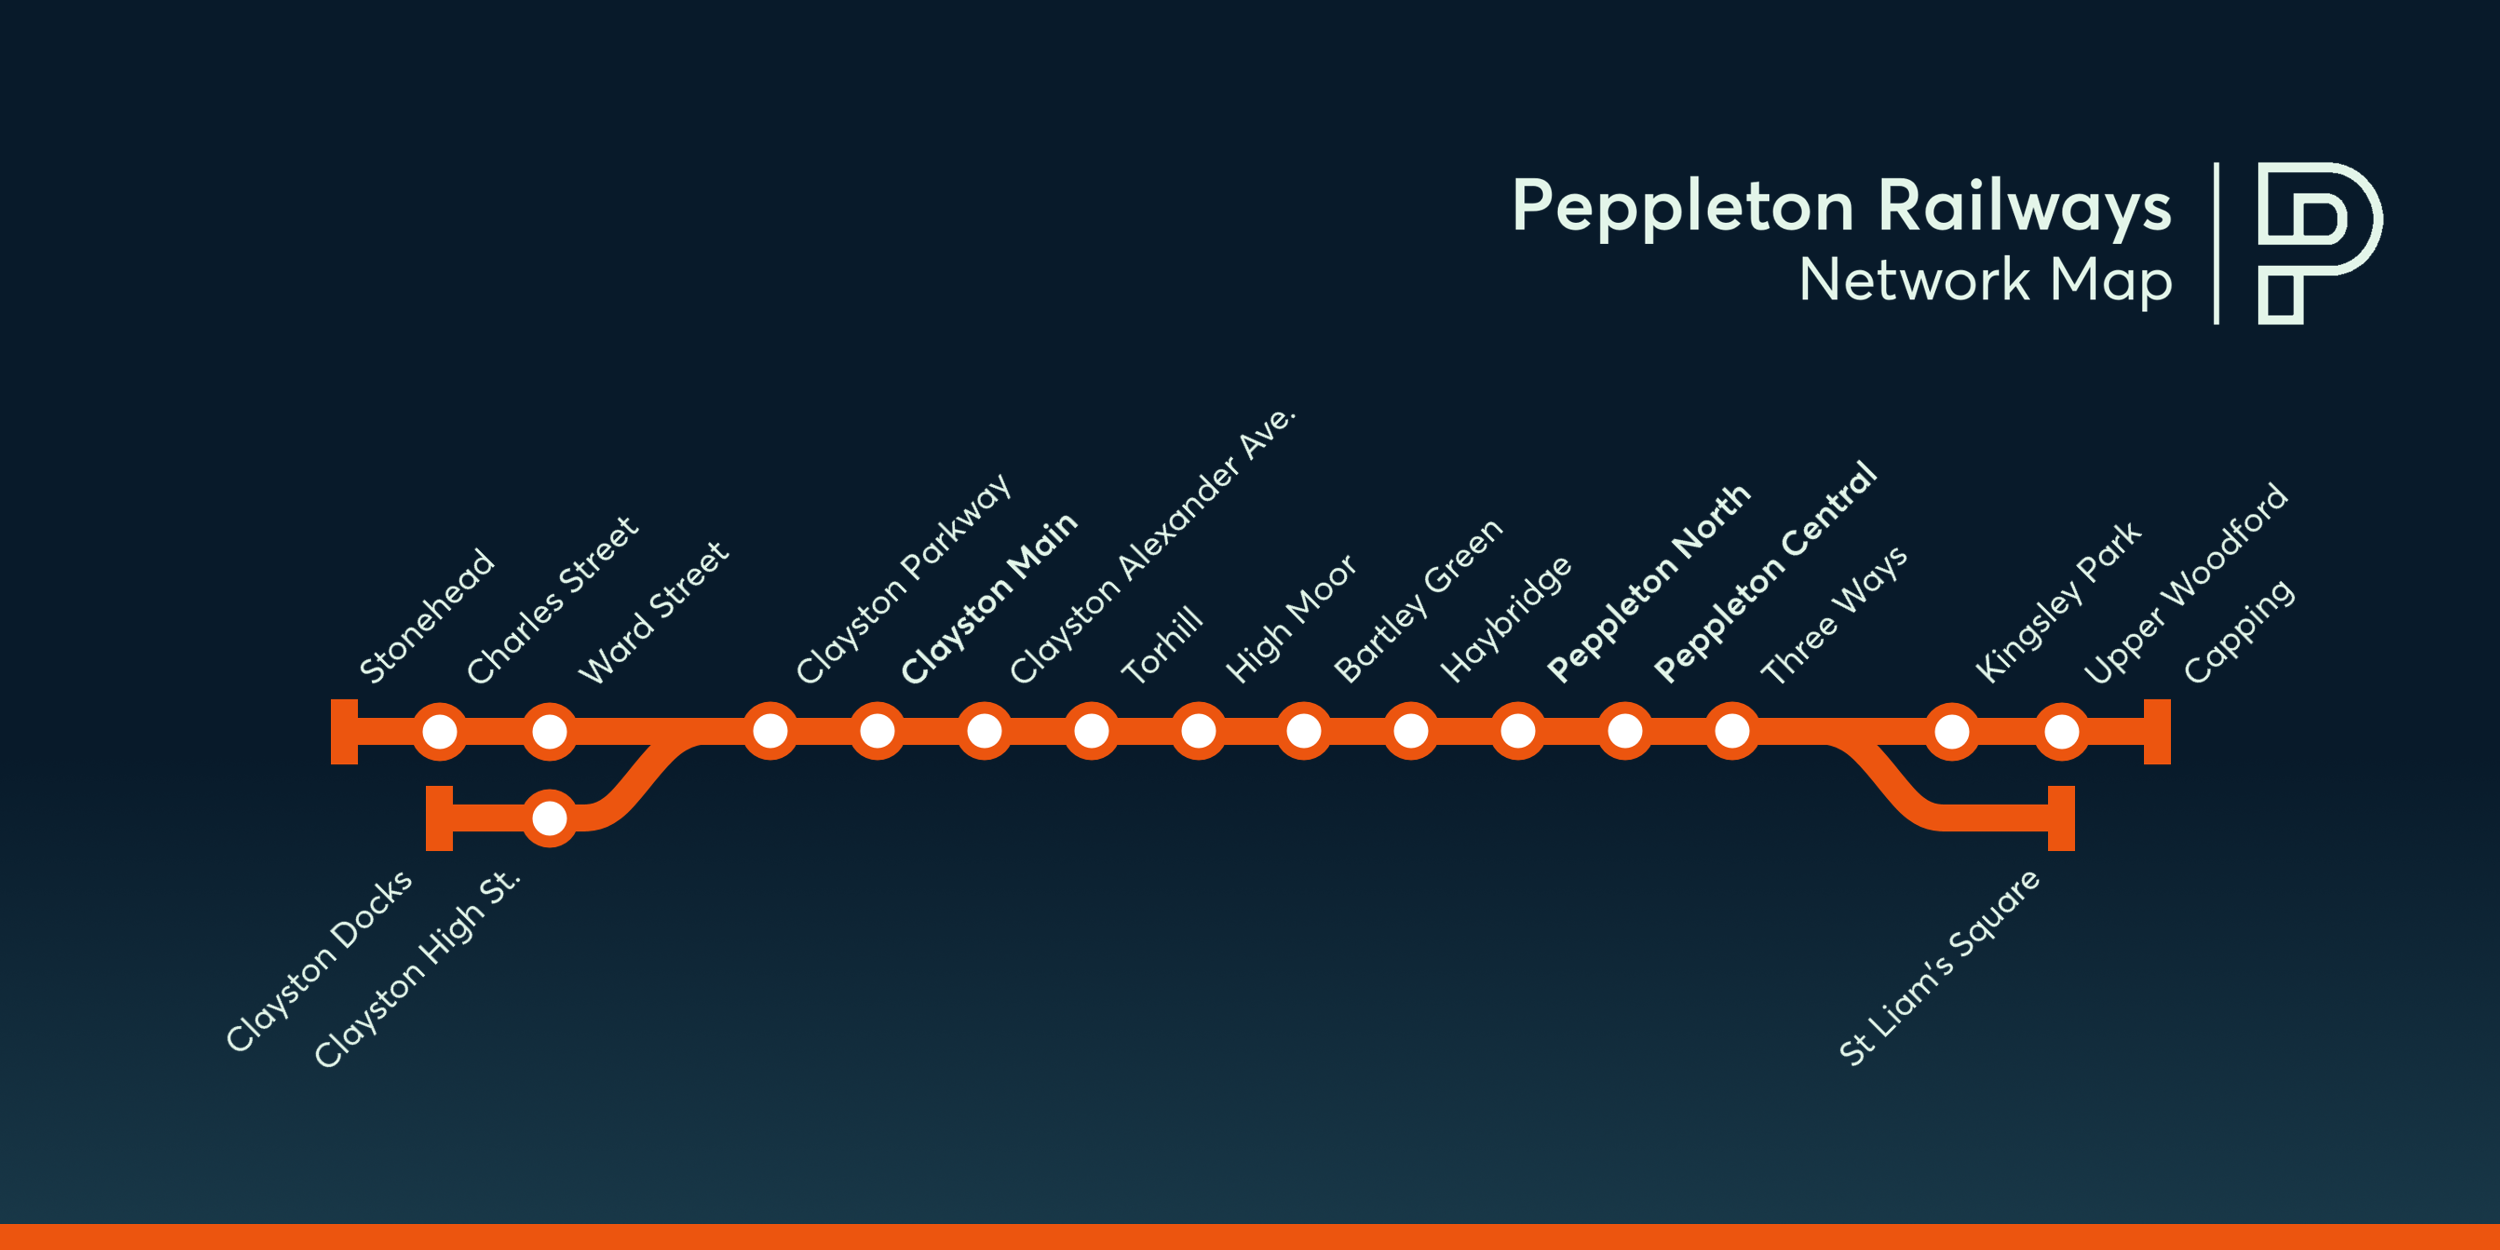 Peppleton Railways
Network Map
Stonehead
Charles Street
Ward Street
Clayston Parkway
Clayston Main
Clayston Alexander Ave.
Torhill
High Moor
Bartley Green
Haybridge
Peppleton North
Peppleton Central
Three Ways
Kingsley Park
Upper Woodford
Capping
Clayston Docks
Clayston High St.
St Liam's Square